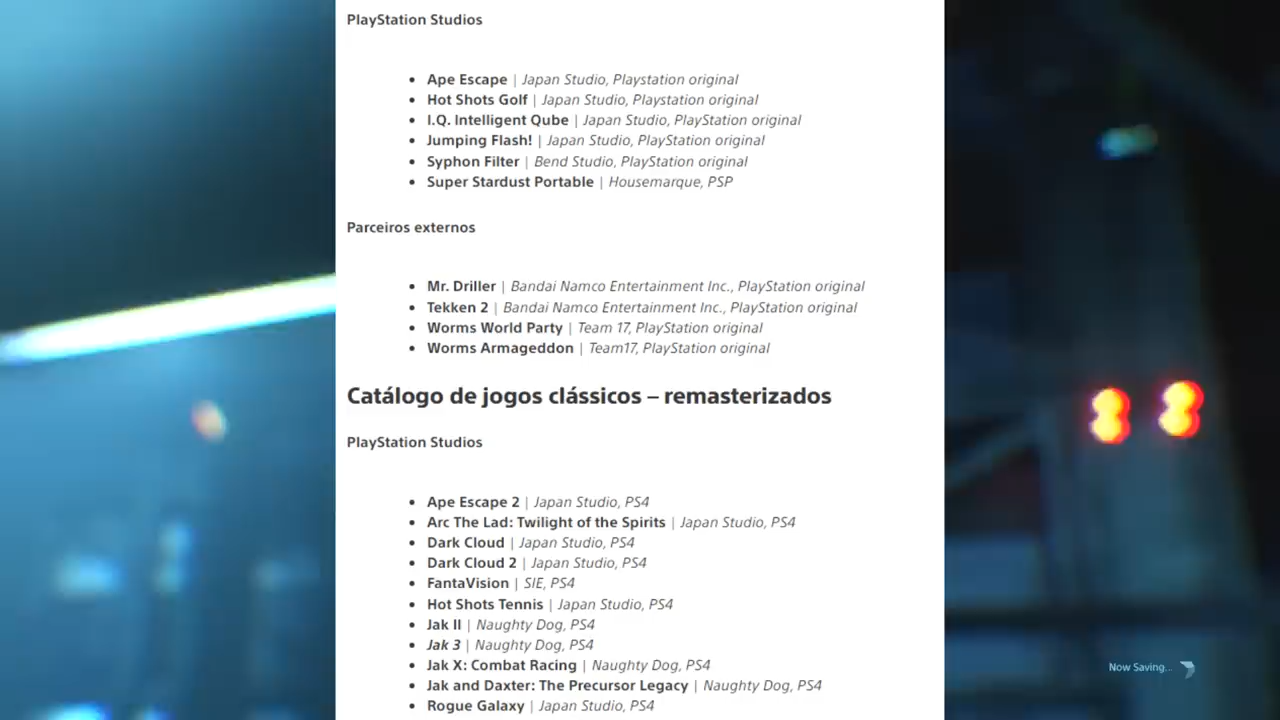 PlayStation Studios
Ape Escape | Japan Studio, Playstation original
Hot Shots Golf | Japan Studio, Playstation original
I.Q. Intelligent Qube | Japan Studio, PlayStation original
Jumping Flash! | Japan Studio, PlayStation original
Syphon Filter | Bend Studio, PlayStation original
Super Stardust Portable | Housemarque, PSP
Parceiros externos
Mr. Driller | Bandai Namco Entertainment Inc., PlayStation original
Tekken 2 | Bandai Namco Entertainment Inc., PlayStation original
Worms World Party | Team 17, PlayStation original
Worms Armageddon | Team17, PlayStation original
Catálogo de jogos clássicos – remasterizados
PlayStation Studios
Ape Escape 2 | Japan Studio, PS4
Arc The Lad: Twilight of the Spirits | Japan Studio, PS4
Dark Cloud | Japan Studio, PS4
Dark Cloud 2 | Japan Studio, PS4
FantaVision | SIE, PS4
Hot Shots Tennis | Japan Studio, PS4
Jak II | Naughty Dog, PS4
Jak 3 | Naughty Dog, PS4
Jak X: Combat Racing | Naughty Dog, PS4
Jak and Daxter: The Precursor Legacy | Naughty Dog, PS4
Rogue Galaxy | Japan Studio, PS4
Now Saving...